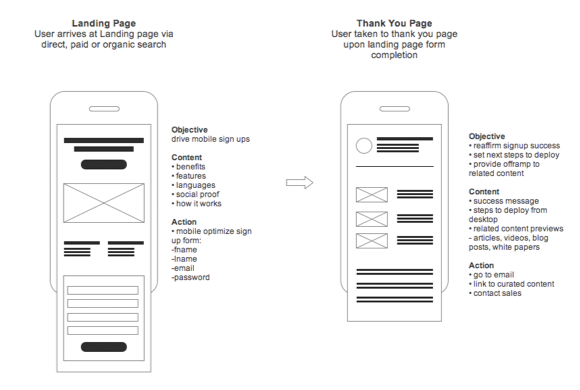 Landing Page
User arrives at Landing page via
direct, paid or organic search
Objective
drive mobile sign ups
Content
• benefits
• features
• languages
• social proof
• how it works
Action
• mobile optimize sign
up form:
-fname
-lname
-email
-password
Thank You Page
User taken to thank you page
upon landing page form
completion
Objective
• reaffirm signup success
• set next steps to deploy
• provide offramp to
related content
Content
• success message
• steps to deploy from
desktop
• related content previews
- articles, videos, blog
posts, white papers
Action
• go to email
• link to curated content
• contact sales